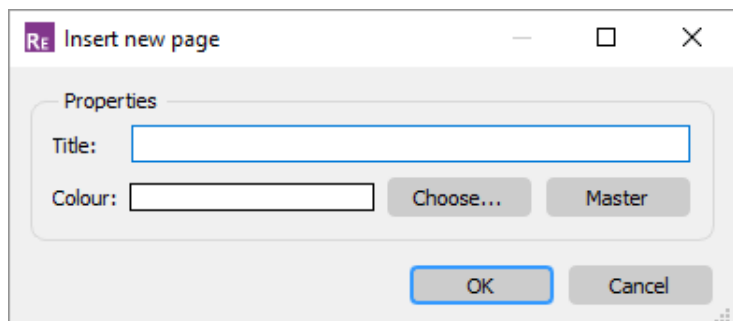 RE Insert new page
Properties
Title:
Colour: Choose... Master
OK Cancel